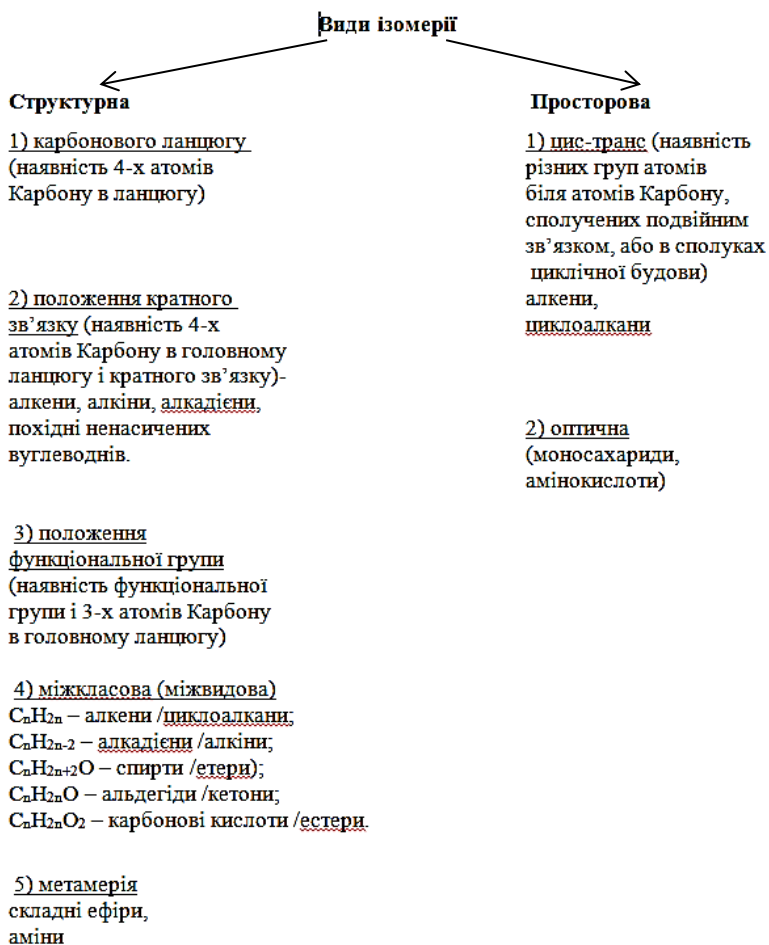 Види ізомерії
Структурна
1) карбонового ланцюгу
(наявність 4-х атомів
Карбону в ланцюгу)
2) положення кратного
зв’язку (наявність 4-х
атомів Карбону в головному
ланцюгу і кратного зв’язку)-
алкени, алкіни, алкадієни,
похідні ненасичених
вуглеводнів.
3) положення
функціональної групи
(наявність функціональної
групи і 3-х атомів Карбону
в головному ланцюгу)
4) міжкласова (міжвидова)
CₙH₂ₙ – алкени /циклоалкани;
CₙH₂ₙ₋₂ – алкадієни /алкіни;
CₙH₂ₙ₊₂O – спирти /етери);
CₙH₂ₙO – альдегіди /кетони;
CₙH₂ₙO₂ – карбонові кислоти /естери.
5) метамерія
складні ефіри,
аміни
Просторова
1) цис-транс (наявність
різних груп атомів
біля атомів Карбону,
сполучених подвійним
зв’язком, або в сполуках
циклічної будови)
алкени,
циклоалкани
2) оптична
(моносахариди,
амінокислоти)